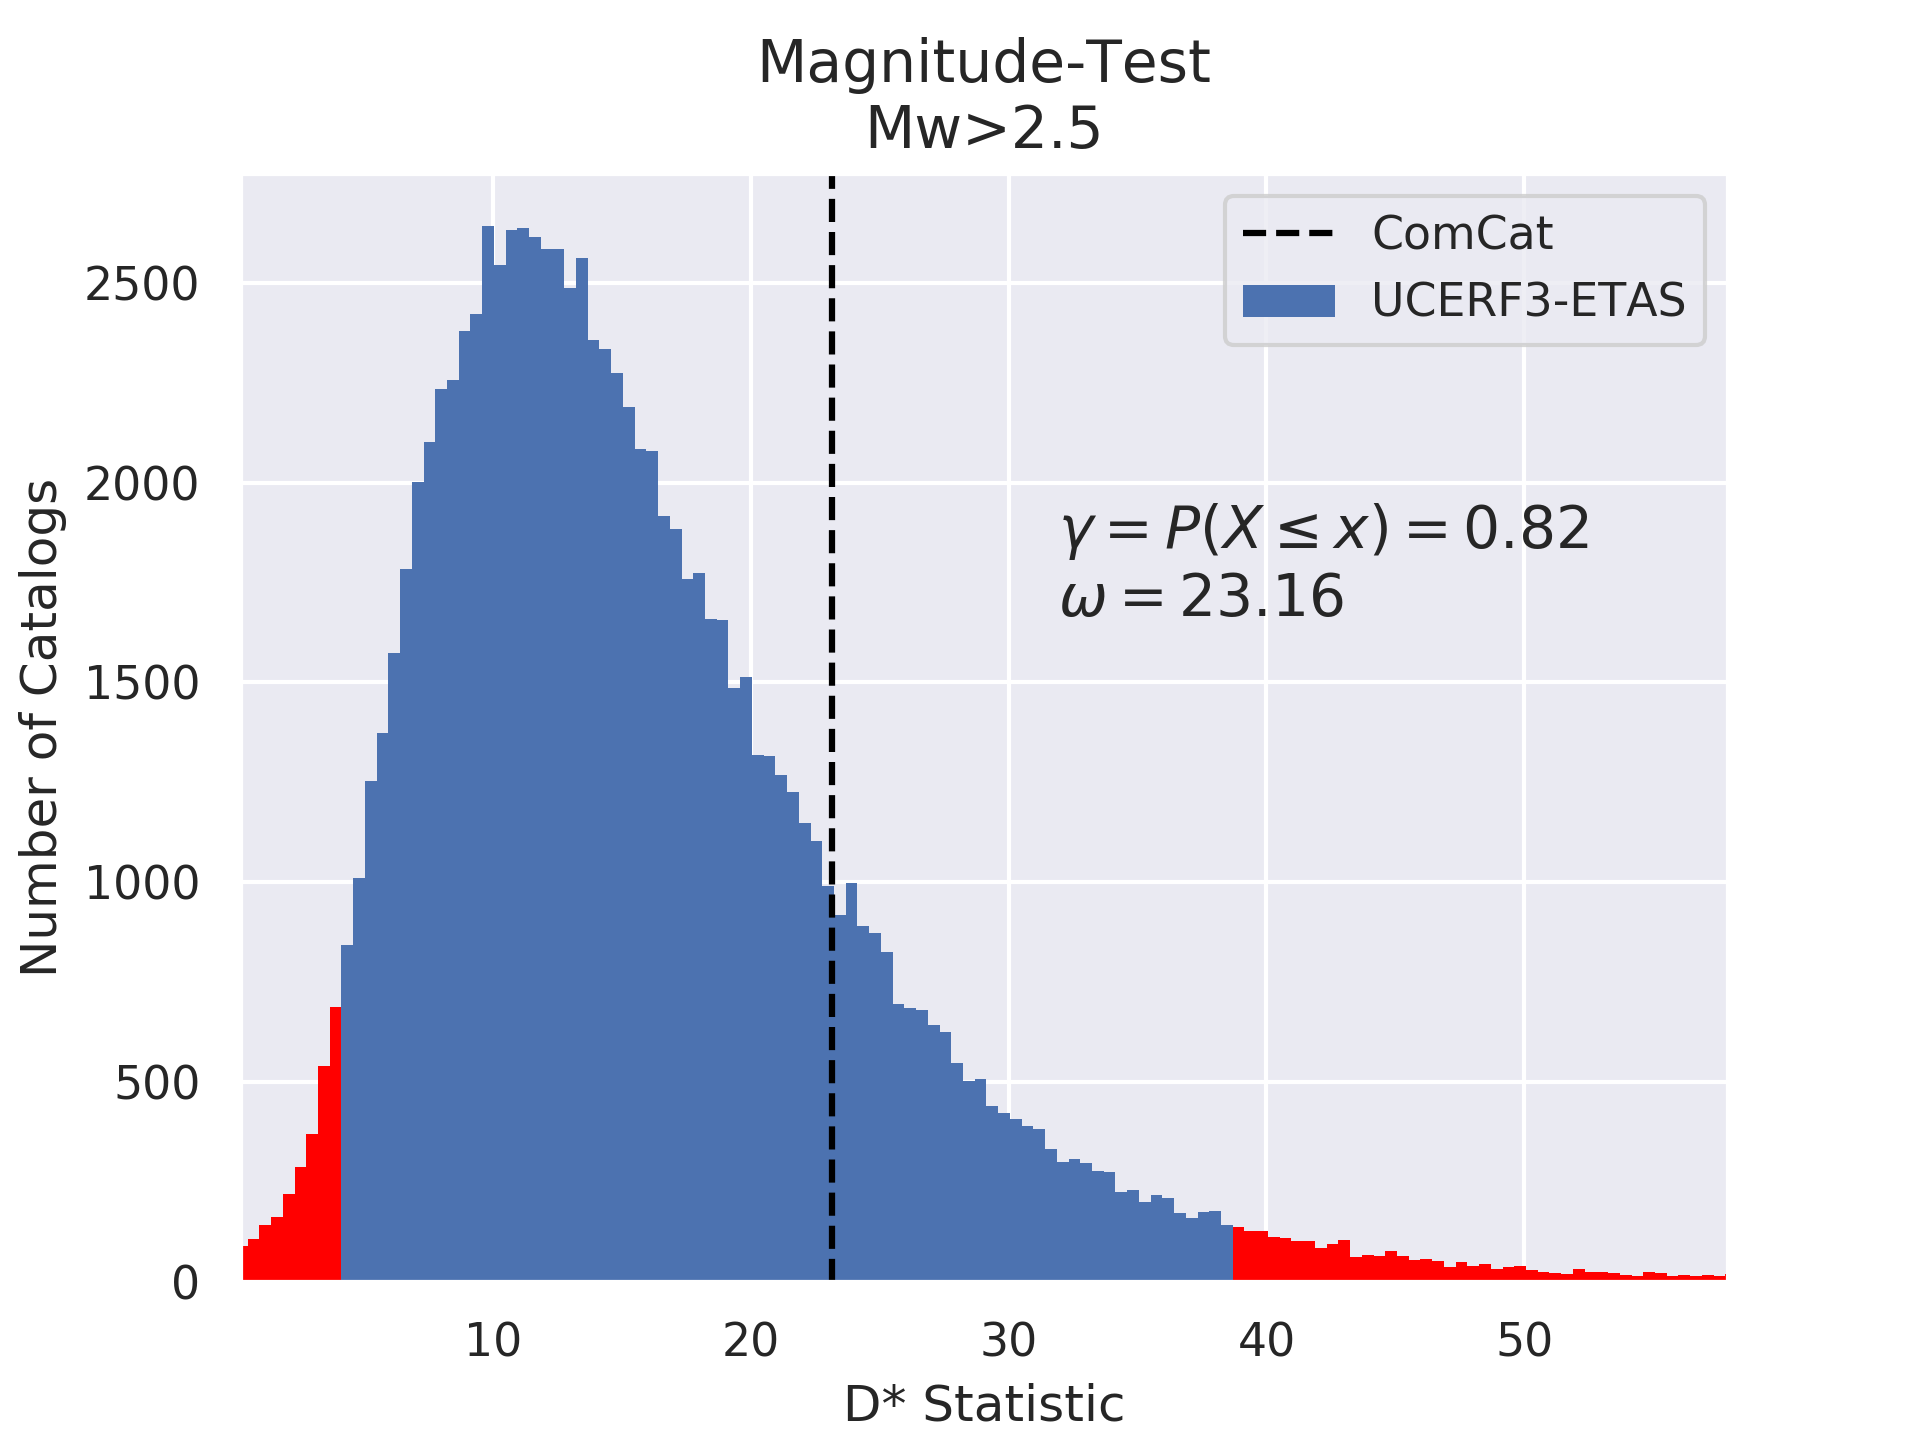 Magnitude-Test
Mw>2.5
ComCat
UCERF3-ETAS
γ = P(X ≤ x) = 0.82
ω = 23.16
Number of Catalogs
2500
2000
1500
1000
500
0
10 20 30 40 50
D* Statistic